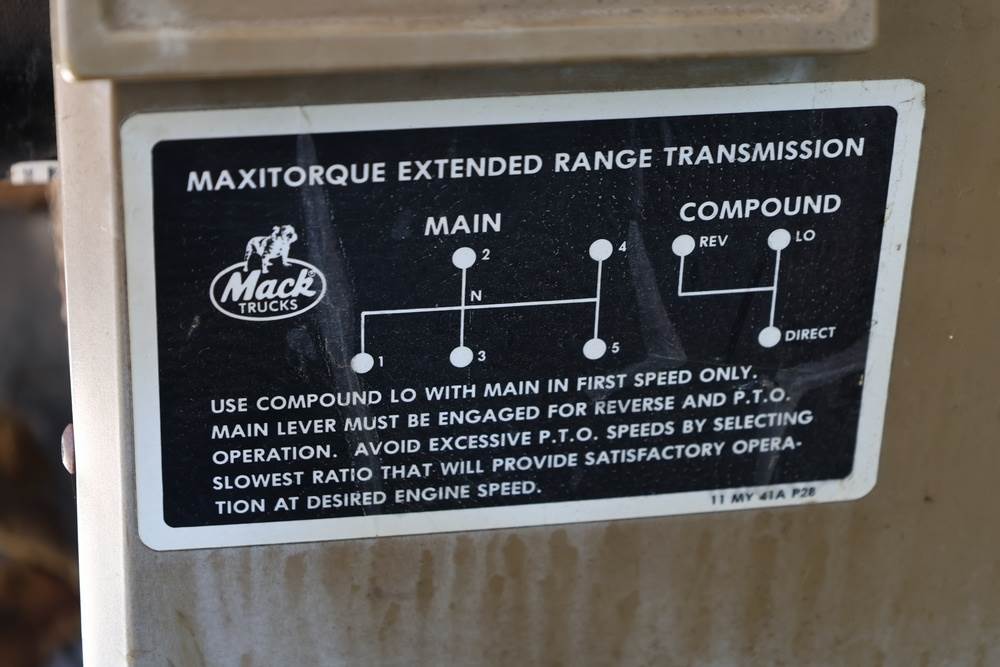 MAXITORQUE EXTENDED RANGE TRANSMISSION
MAIN
COMPOUND
2
4
REV
LO
Mack
TRUCKS
N
1
3
5
DIRECT
USE COMPOUND LO WITH MAIN IN FIRST SPEED ONLY.
MAIN LEVER MUST BE ENGAGED FOR REVERSE AND P.T.O.
OPERATION. AVOID EXCESSIVE P.T.O. SPEEDS BY SELECTING
SLOWEST RATIO THAT WILL PROVIDE SATISFACTORY OPERA-
TION AT DESIRED ENGINE SPEED.
11 MY 41A P28